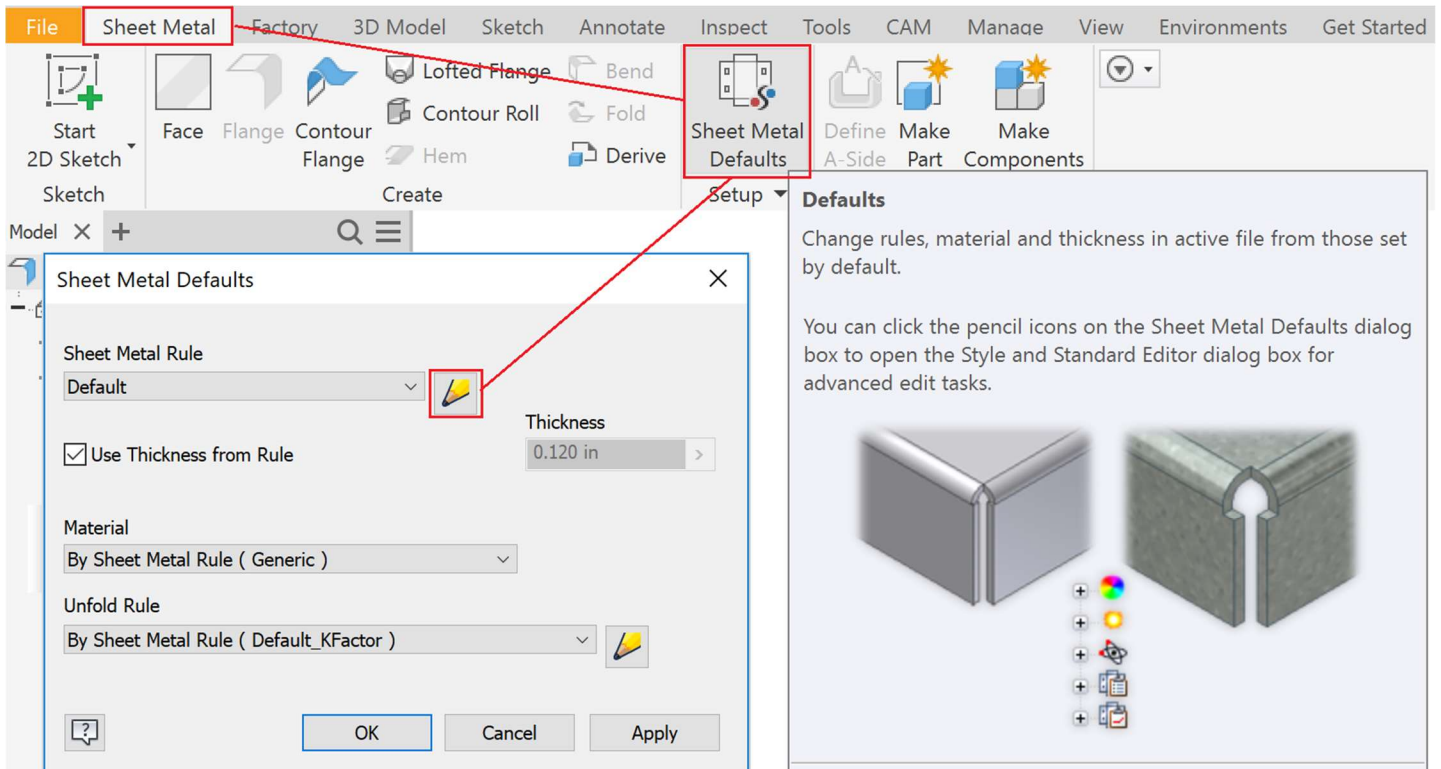 File Sheet Metal Factory 3D Model Sketch Annotate Inspect Tools CAM Manage View Environments Get Started
Start
2D Sketch
Face
Flange
Contour
Flange
Lofted Flange
Contour Roll
Hem
Bend
Fold
Derive
Sheet Metal
Defaults
Define
A-Side
Make
Part
Make
Components
Sketch
Create
Setup
Model
Sheet Metal Defaults
Sheet Metal Rule
Default
Thickness
Use Thickness from Rule
0.120 in
Material
By Sheet Metal Rule ( Generic )
Unfold Rule
By Sheet Metal Rule ( Default_KFactor )
OK
Cancel
Apply
Defaults
Change rules, material and thickness in active file from those set
by default.
You can click the pencil icons on the Sheet Metal Defaults dialog
box to open the Style and Standard Editor dialog box for
advanced edit tasks.